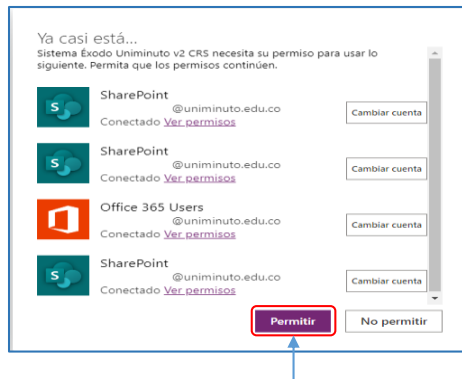 Ya casi está...
Sistema Éxodo Uniminuto v2 CRS necesita su permiso para usar lo
siguiente. Permita que los permisos continúen.
SharePoint
@uniminuto.edu.co
Conectado Ver permisos
Cambiar cuenta
SharePoint
@uniminuto.edu.co
Conectado Ver permisos
Cambiar cuenta
Office 365 Users
@uniminuto.edu.co
Conectado Ver permisos
Cambiar cuenta
SharePoint
@uniminuto.edu.co
Conectado Ver permisos
Cambiar cuenta
Permitir
No permitir